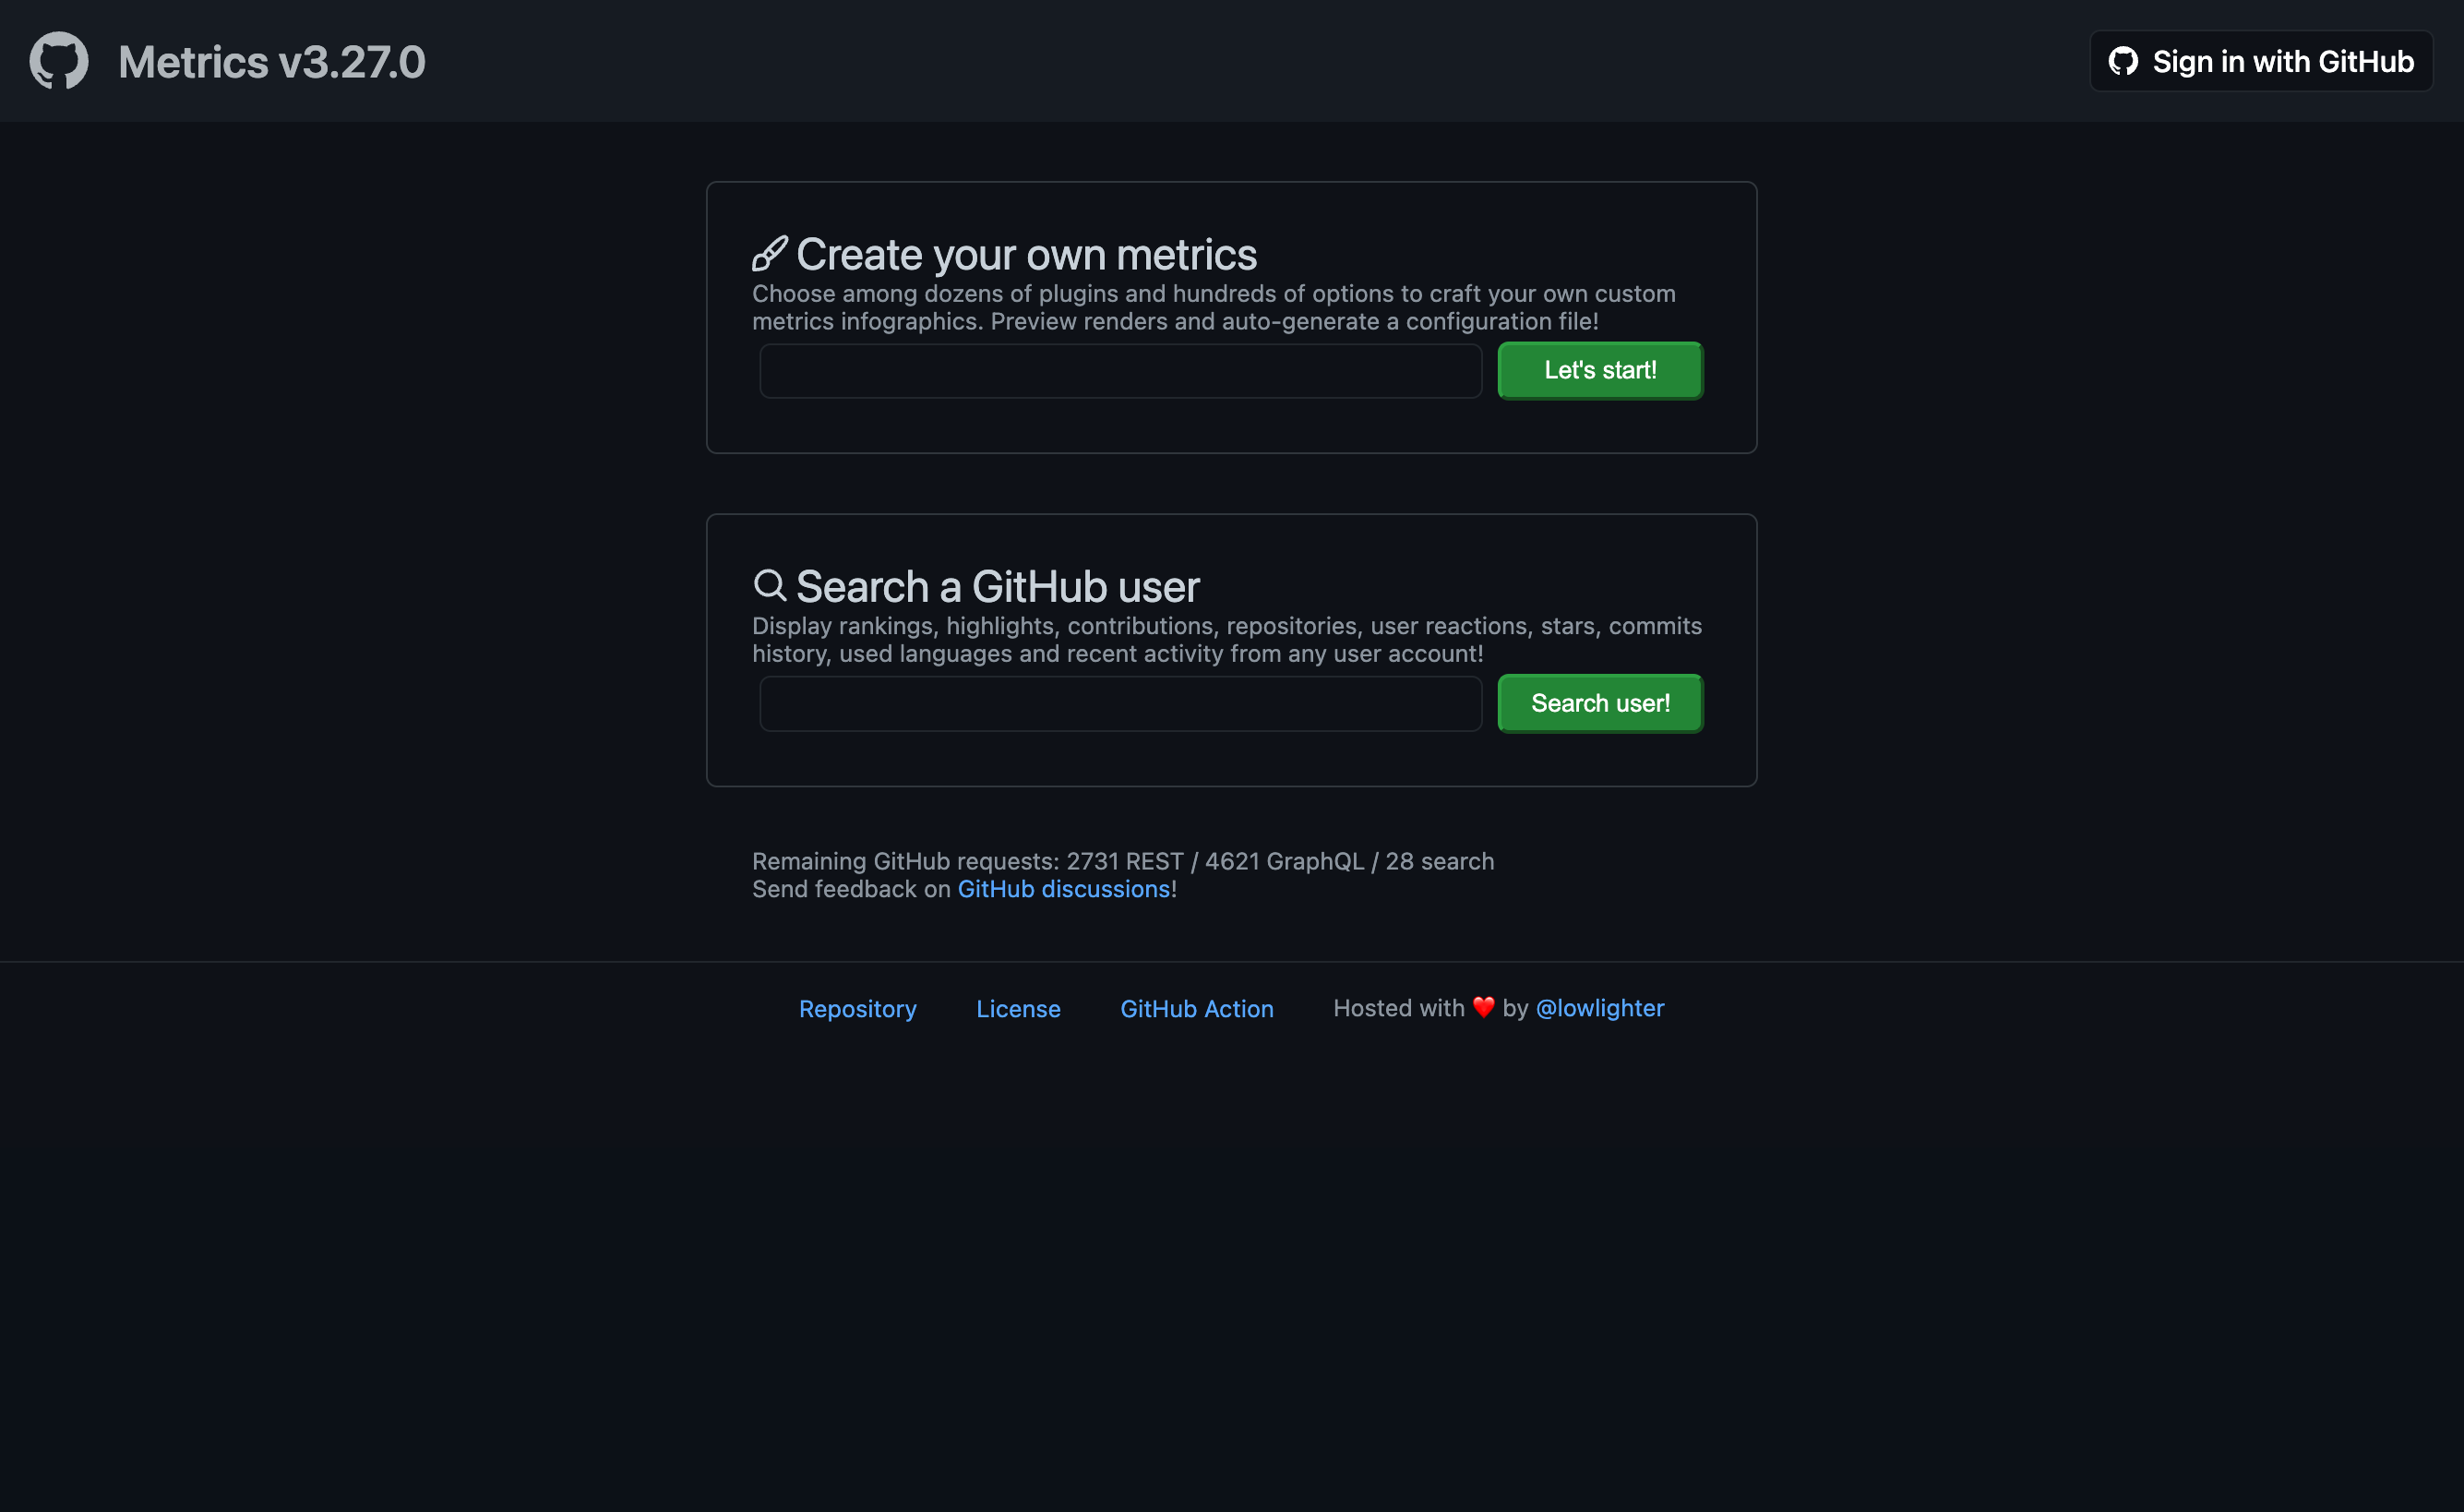 Metrics v3.27.0
Sign in with GitHub
Create your own metrics
Choose among dozens of plugins and hundreds of options to craft your own custom
metrics infographics. Preview renders and auto-generate a configuration file!
Let's start!
Search a GitHub user
Display rankings, highlights, contributions, repositories, user reactions, stars, commits
history, used languages and recent activity from any user account!
Search user!
Remaining GitHub requests: 2731 REST / 4621 GraphQL / 28 search
Send feedback on GitHub discussions!
Repository License GitHub Action Hosted with ❤️ by @lowlighter